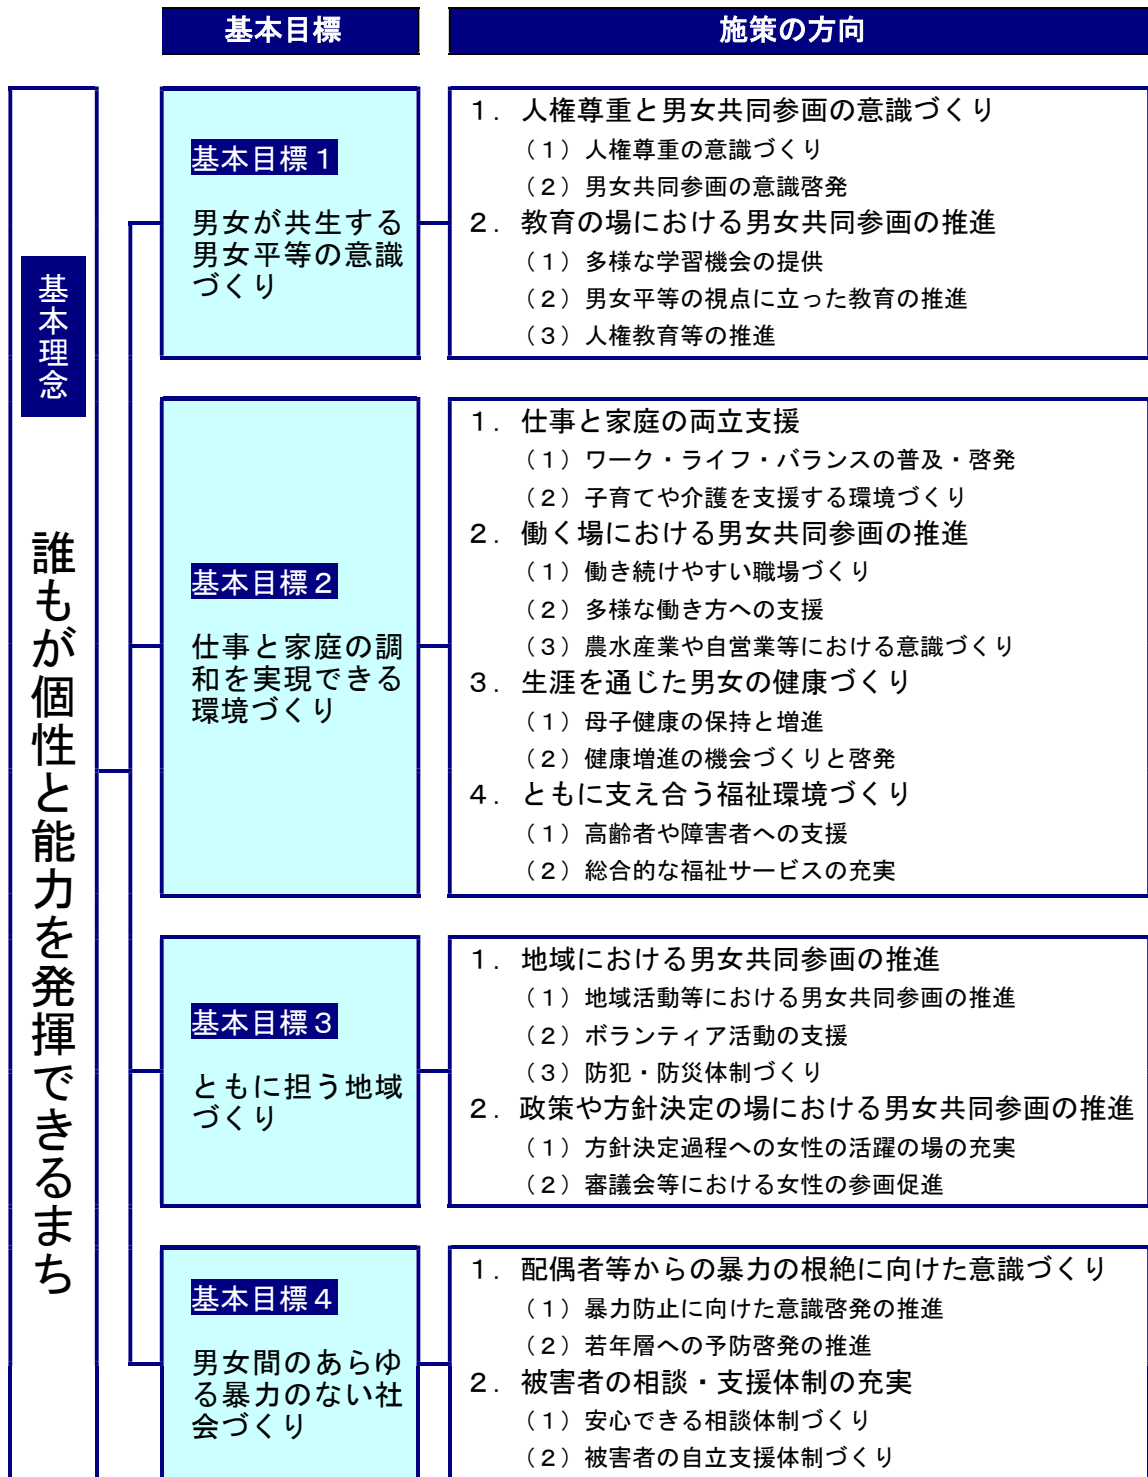 基本目標
施策の方向
基本理念
誰もが個性と能力を発揮できるまち
基本目標１
男女が共生する
男女平等の意識
づくり
１．人権尊重と男女共同参画の意識づくり
（１）人権尊重の意識づくり
（２）男女共同参画の意識啓発
２．教育の場における男女共同参画の推進
（１）多様な学習機会の提供
（２）男女平等の視点に立った教育の推進
（３）人権教育等の推進
基本目標２
仕事と家庭の調
和を実現できる
環境づくり
１．仕事と家庭の両立支援
（１）ワーク・ライフ・バランスの普及・啓発
（２）子育てや介護を支援する環境づくり
２．働く場における男女共同参画の推進
（１）働き続けやすい職場づくり
（２）多様な働き方への支援
（３）農水産業や自営業等における意識づくり
３．生涯を通じた男女の健康づくり
（１）母子健康の保持と増進
（２）健康増進の機会づくりと啓発
４．ともに支え合う福祉環境づくり
（１）高齢者や障害者への支援
（２）総合的な福祉サービスの充実
基本目標３
ともに担う地域
づくり
１．地域における男女共同参画の推進
（１）地域活動等における男女共同参画の推進
（２）ボランティア活動の支援
（３）防犯・防災体制づくり
２．政策や方針決定の場における男女共同参画の推進
（１）方針決定過程への女性の活躍の場の充実
（２）審議会等における女性の参画促進
基本目標４
男女間のあらゆ
る暴力のない社
会づくり
１．配偶者等からの暴力の根絶に向けた意識づくり
（１）暴力防止に向けた意識啓発の推進
（２）若年層への予防啓発の推進
２．被害者の相談・支援体制の充実
（１）安心できる相談体制づくり
（２）被害者の自立支援体制づくり